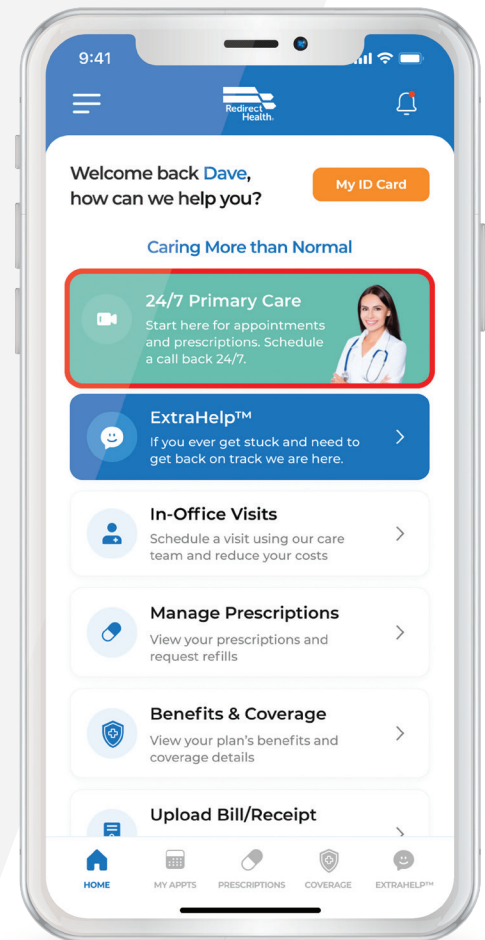 9:41
Redirect
Health.
Welcome back Dave,
how can we help you?
My ID Card
Caring More than Normal
24/7 Primary Care
Start here for appointments
and prescriptions. Schedule
a call back 24/7.
ExtraHelp™
If you ever get stuck and need to
get back on track we are here.
In-Office Visits
Schedule a visit using our care
team and reduce your costs
Manage Prescriptions
View your prescriptions and
request refills
Benefits & Coverage
View your plan's benefits and
coverage details
Upload Bill/Receipt
HOME
MY APPTS
PRESCRIPTIONS
COVERAGE
EXTRAHELP™